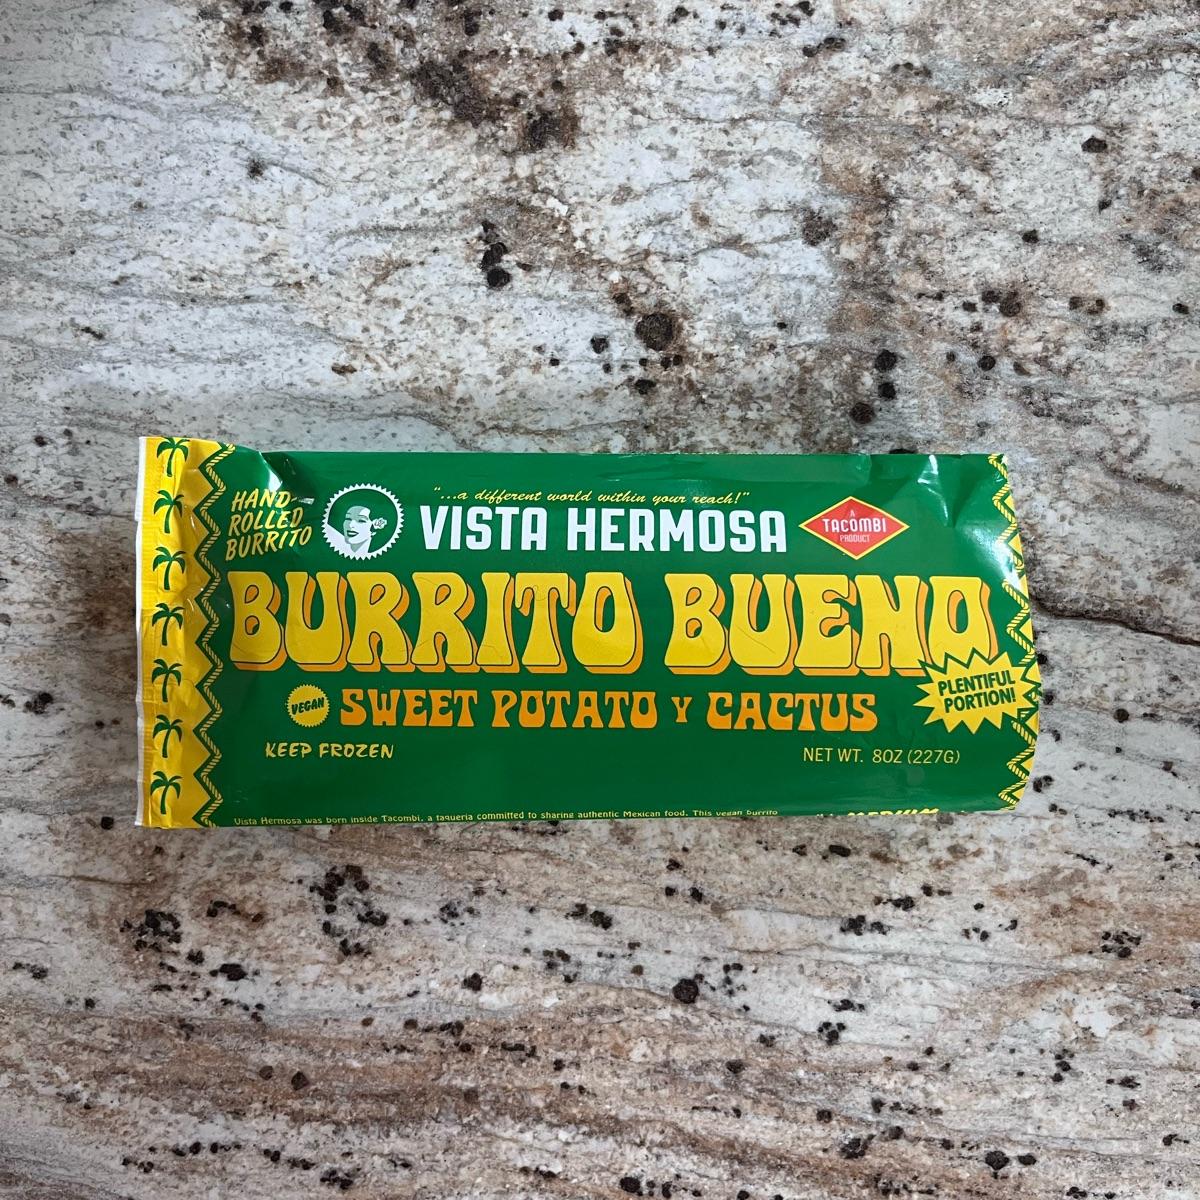 HAND-
ROLLED
BURRITO
"...a different world within your reach!"
VISTA HERMOSA
A
TACOMBI
PRODUCT
BURRITO BUENO
PLENTIFUL
PORTION!
VEGAN
SWEET POTATO Y CACTUS
KEEP FROZEN
NET WT. 8OZ (227G)
Vista Hermosa was born inside Tacombi, a taqueria committed to sharing authentic Mexican food. This vegan burrito